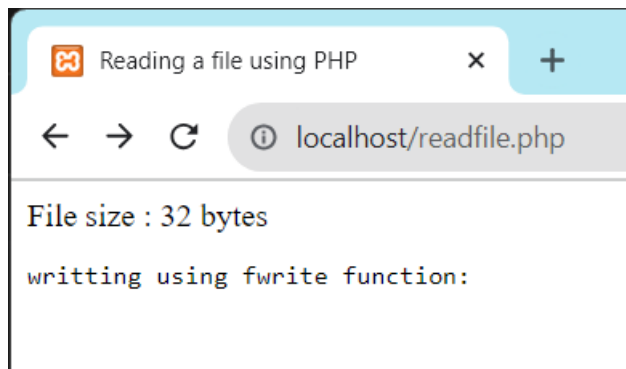 Reading a file using PHP
localhost/readfile.php
File size : 32 bytes
writting using fwrite function: